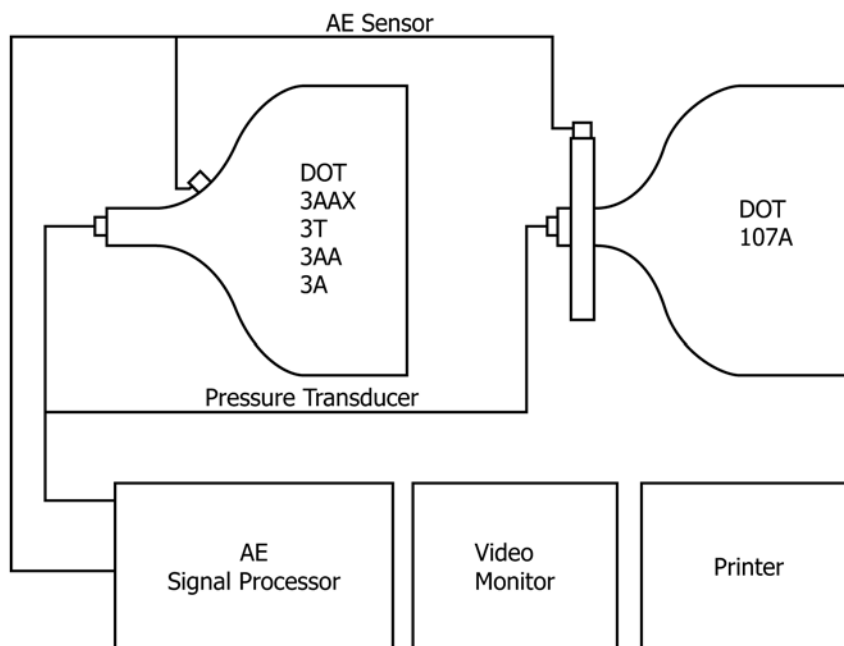 AE Sensor
DOT
3AAX
3T
3AA
3A
DOT
107A
Pressure Transducer
AE
Signal Processor
Video
Monitor
Printer